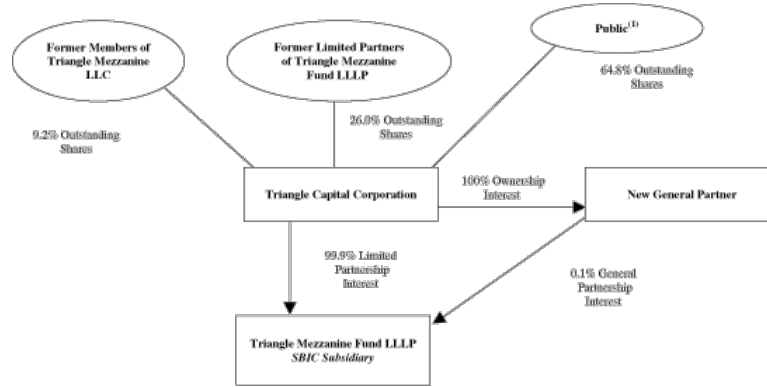 Former Members of
Triangle Mezzanine
LLC
Former Limited Partners
of Triangle Mezzanine
Fund LLLP
Public(1)
9.2% Outstanding
Shares
26.0% Outstanding
Shares
64.8% Outstanding
Shares
Triangle Capital Corporation
100% Ownership
Interest
New General Partner
99.9% Limited
Partnership
Interest
0.1% General
Partnership
Interest
Triangle Mezzanine Fund LLLP
SBIC Subsidiary